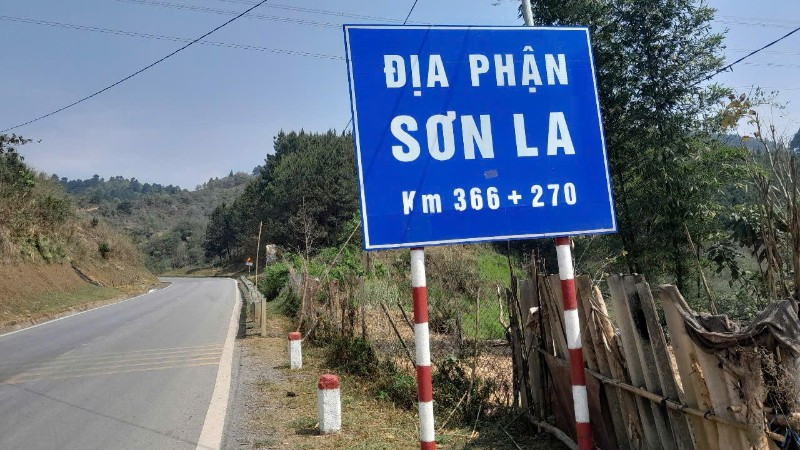 ĐỊA PHẬN
SƠN LA
Km 366 + 270